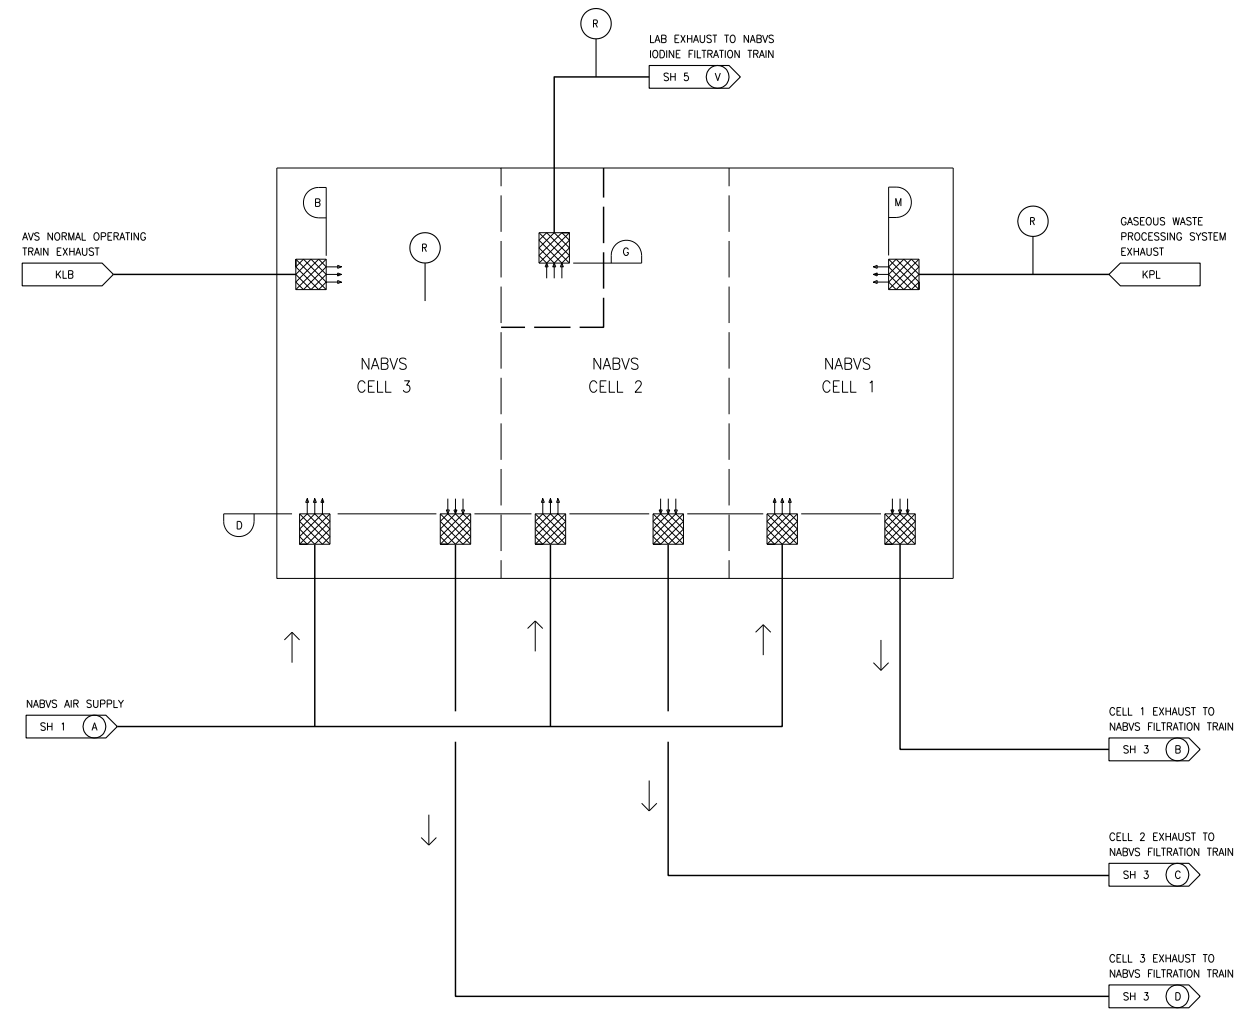 R
LAB EXHAUST TO NABVS
IODINE FILTRATION TRAIN
SH 5 V
B
M
R
R
GASEOUS WASTE
PROCESSING SYSTEM
EXHAUST
KPL
AVS NORMAL OPERATING
TRAIN EXHAUST
KLB
G
NABVS
CELL 3
NABVS
CELL 2
NABVS
CELL 1
D
NABVS AIR SUPPLY
SH 1 A
CELL 1 EXHAUST TO
NABVS FILTRATION TRAIN
SH 3 B
CELL 2 EXHAUST TO
NABVS FILTRATION TRAIN
SH 3 C
CELL 3 EXHAUST TO
NABVS FILTRATION TRAIN
SH 3 D